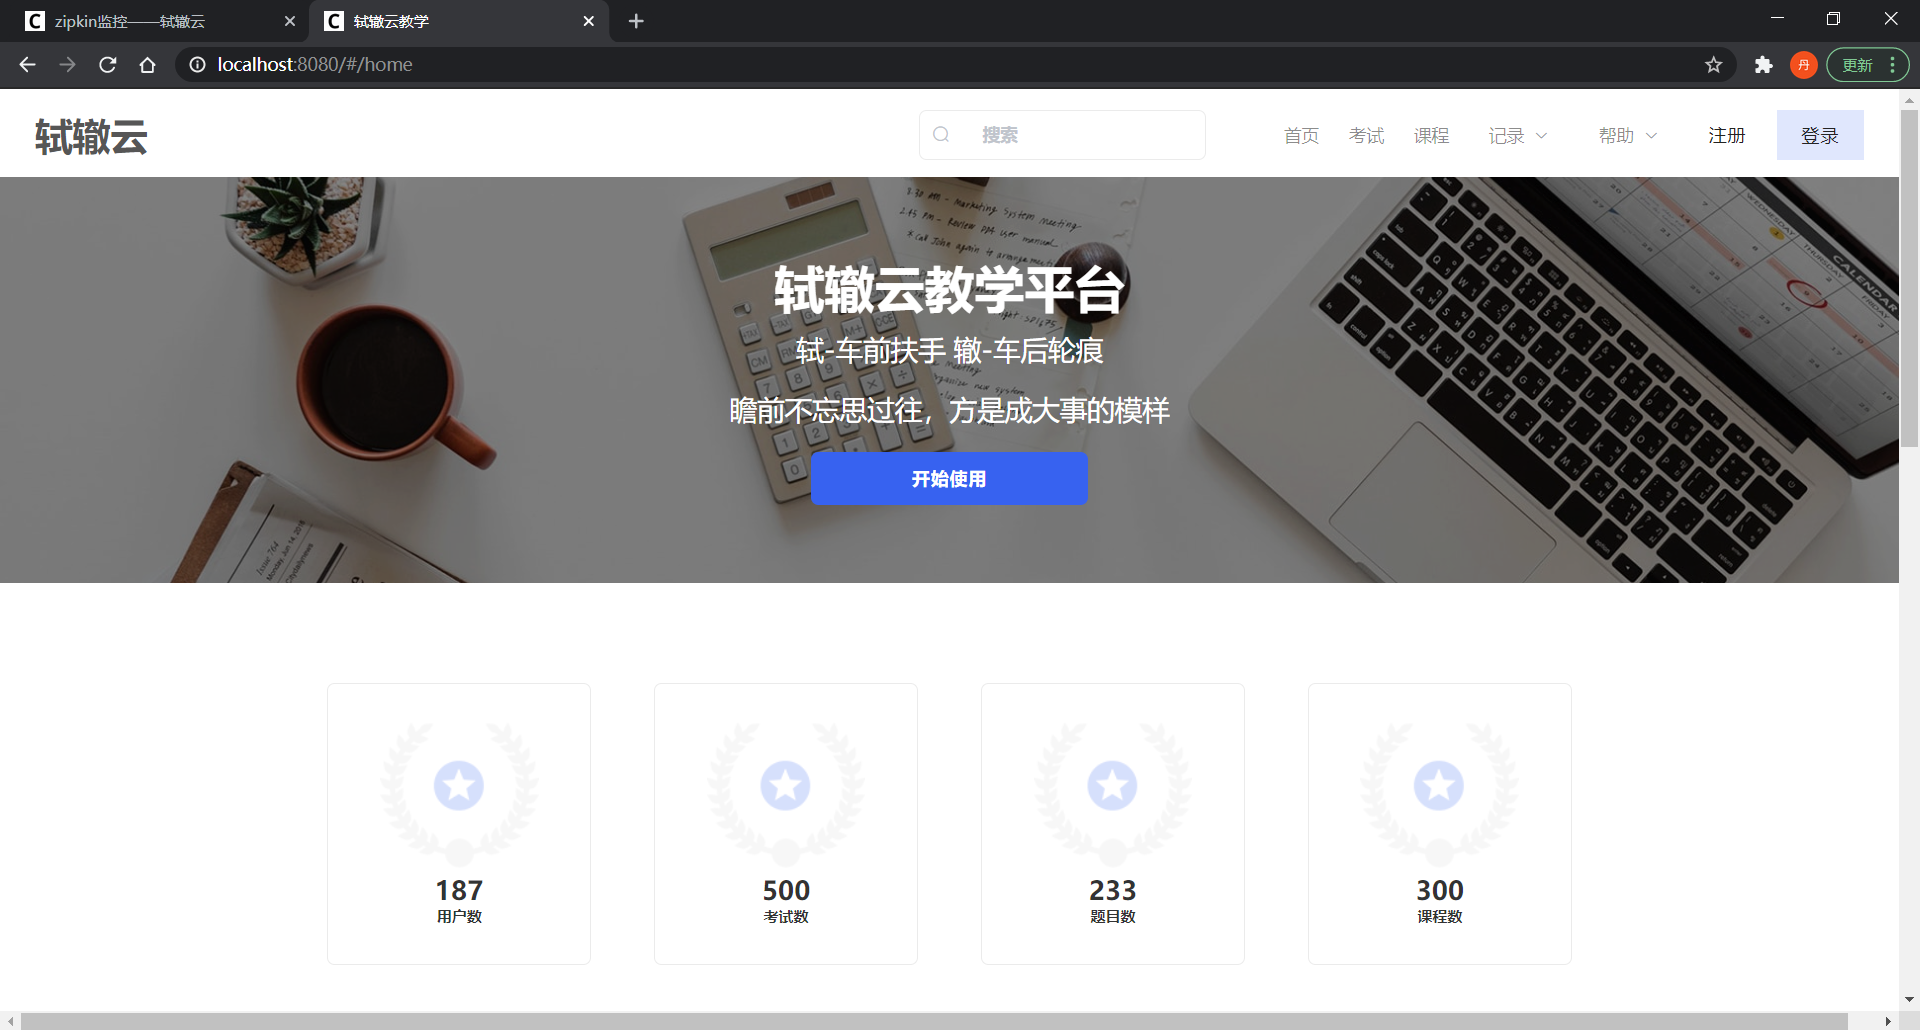 zipkin监控——轼辙云
轼辙云教学
localhost:8080/#/home
丹
更新
轼辙云
搜索
首页 考试 课程 记录 帮助 注册 登录
轼辙云教学平台
轼-车前扶手 辙-车后轮痕
瞻前不忘思过往，方是成大事的模样
开始使用
187
用户数
500
考试数
233
题目数
300
课程数